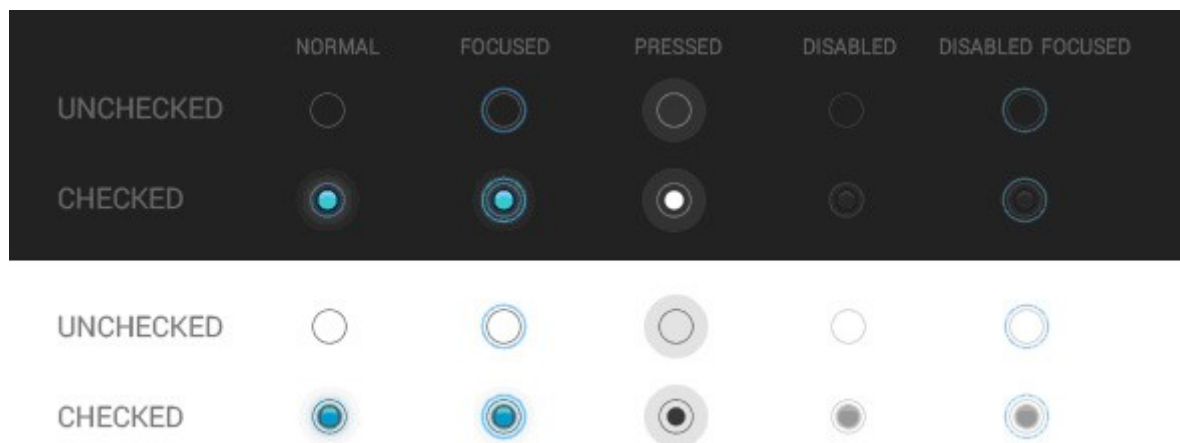 NORMAL FOCUSED PRESSED DISABLED DISABLED FOCUSED
UNCHECKED
CHECKED
UNCHECKED
CHECKED